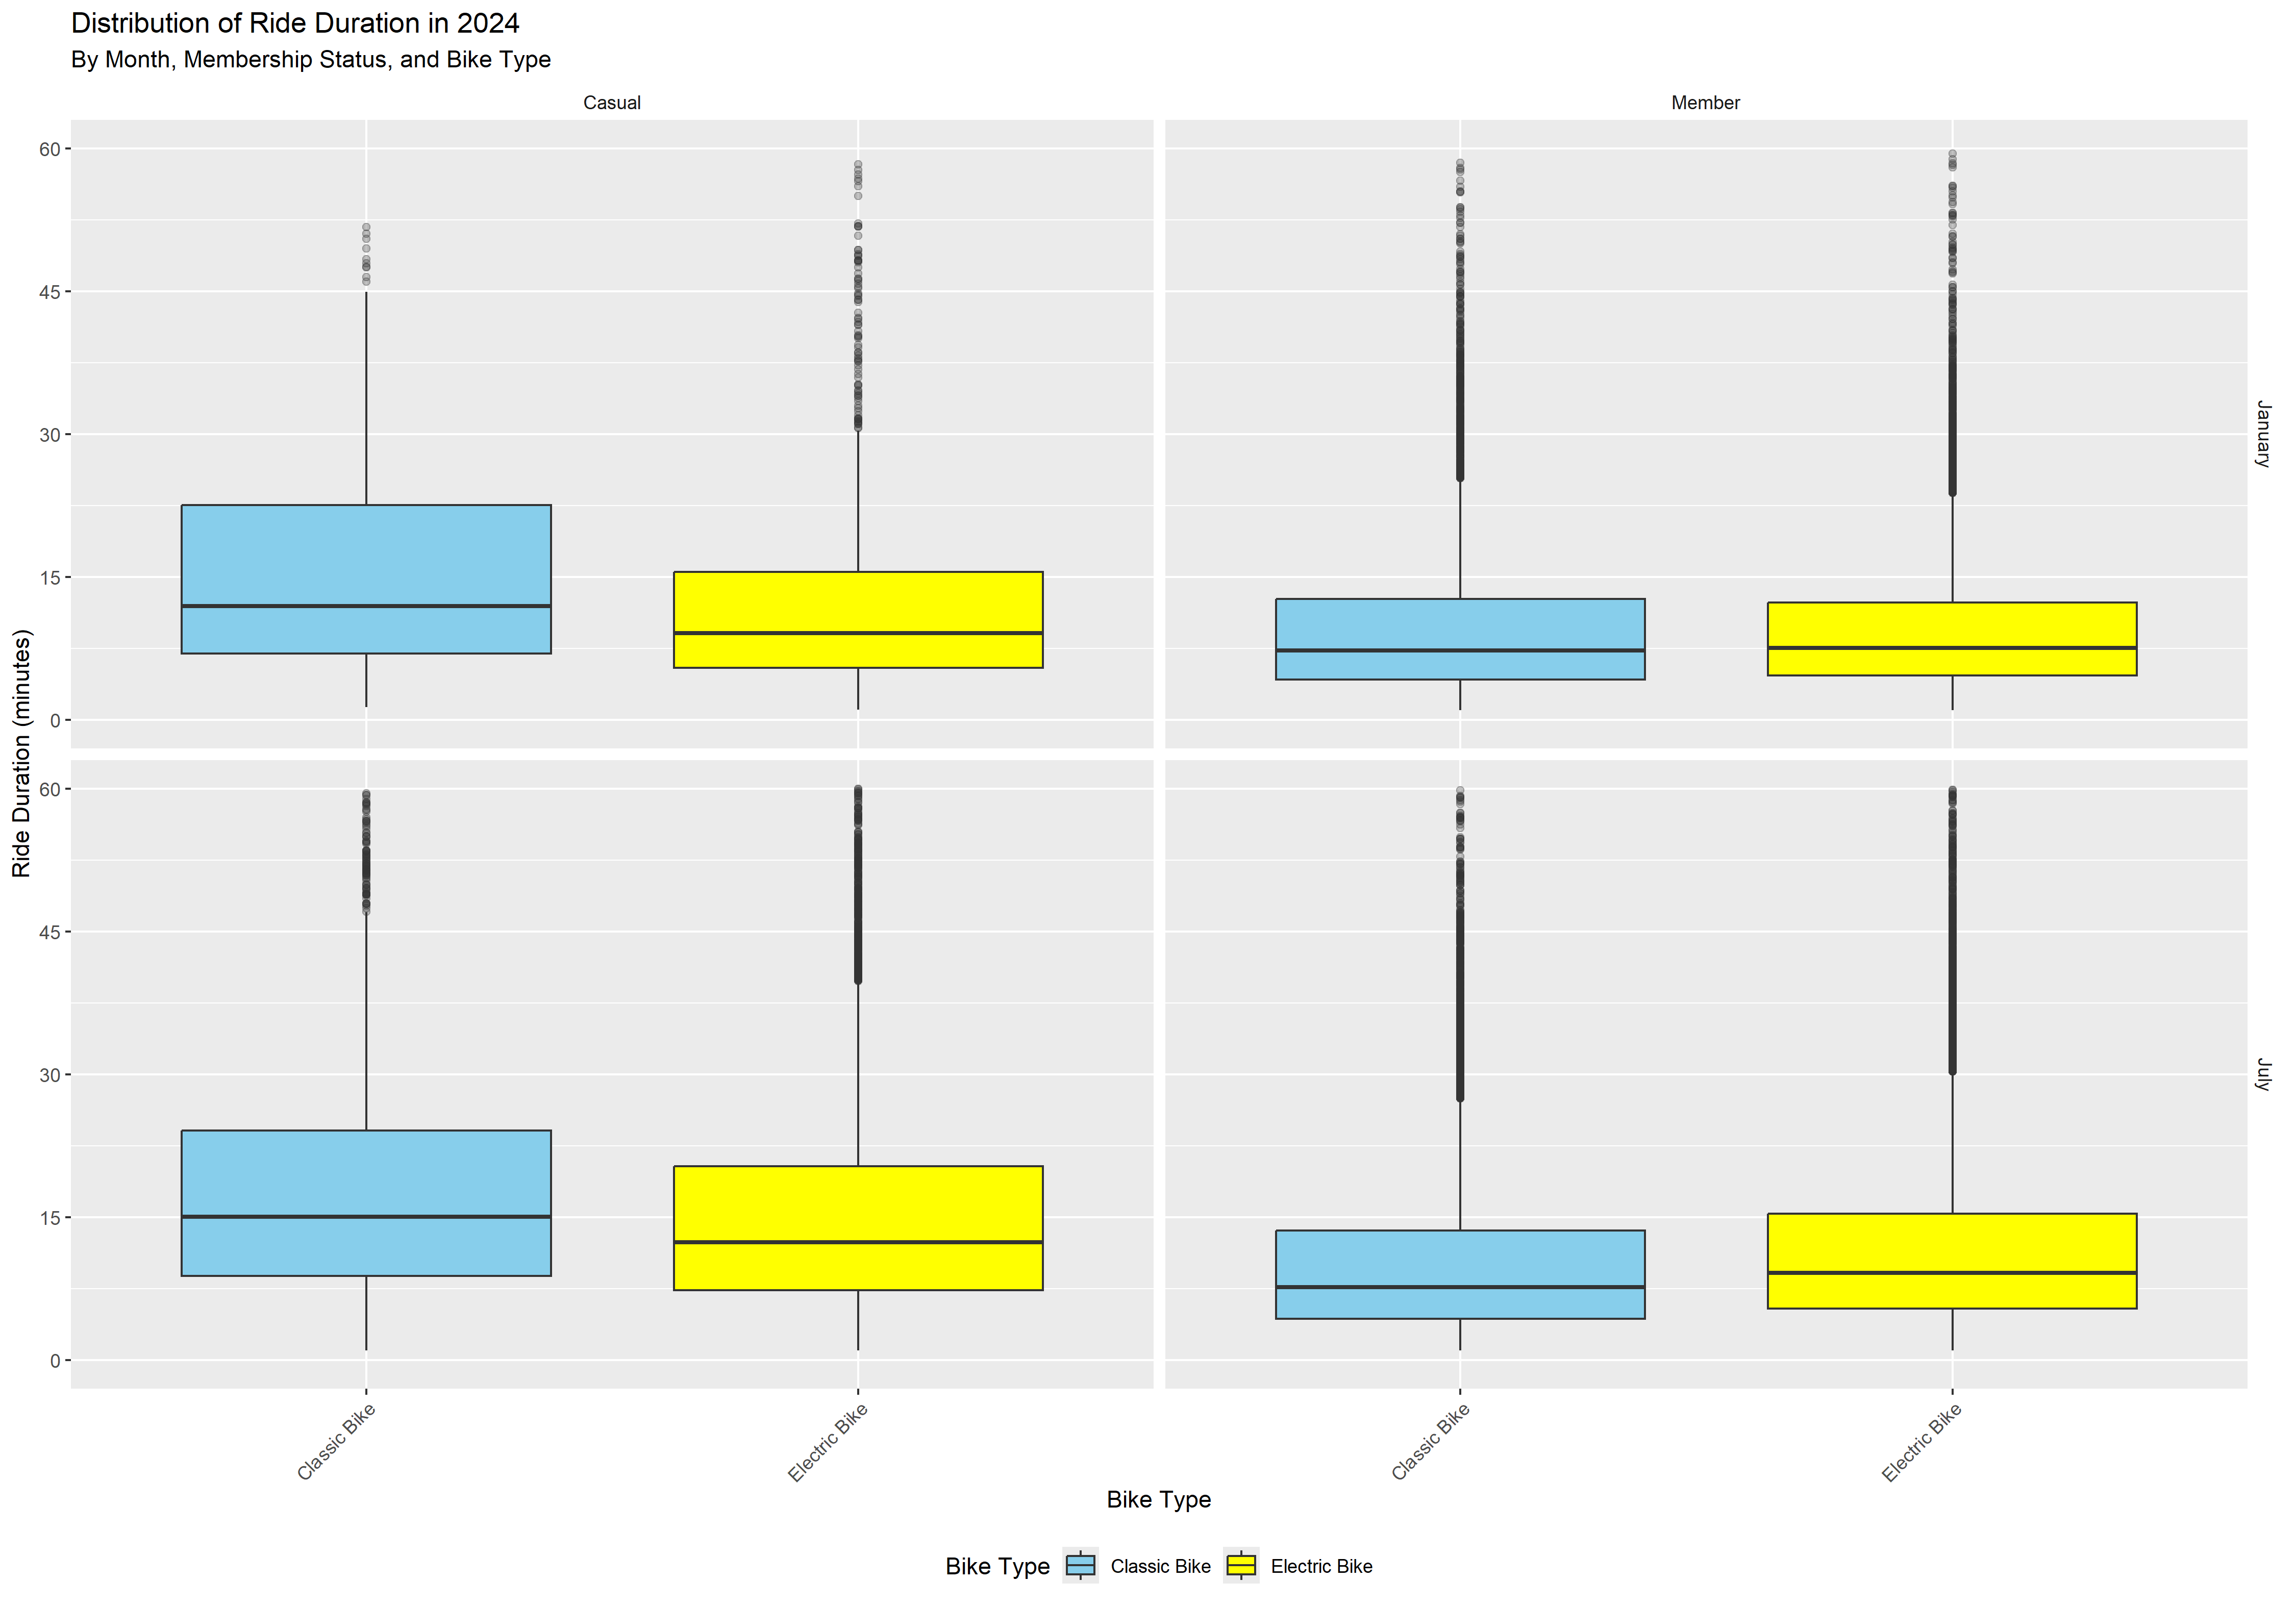 Distribution of Ride Duration in 2024
By Month, Membership Status, and Bike Type
Casual
Member
60
45
30
15
0
January
Ride Duration (minutes)
60
45
30
15
0
July
Classic Bike
Electric Bike
Classic Bike
Electric Bike
Bike Type
Bike Type
Classic Bike
Electric Bike